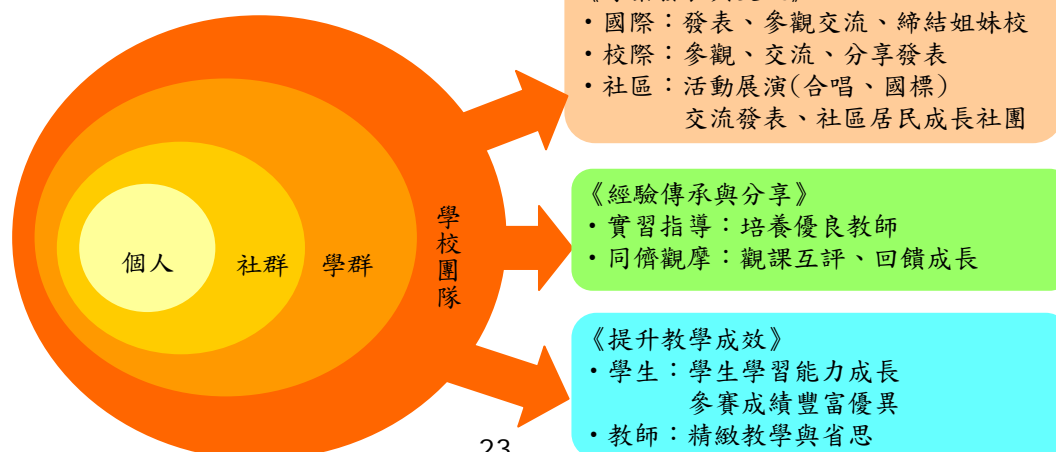 ・國際：發表、參觀交流、締結姐妹校
・校際：參觀、交流、分享發表
・社區：活動展演(合唱、國標)
交流發表、社區居民成長社團
個人
社群
學群
學校團隊
《經驗傳承與分享》
・實習指導：培養優良教師
・同儕觀摩：觀課互評、回饋成長
《提升教學成效》
・學生：學生學習能力成長
參賽成績豐富優異
・教師：精緻教學與省思
23